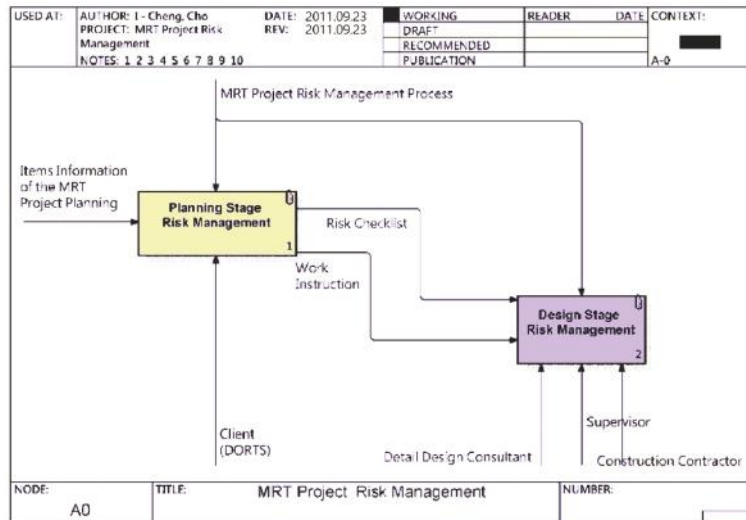 USED AT:
AUTHOR: I - Cheng, Cho
DATE: 2011.09.23
PROJECT: MRT Project Risk
Management
REV: 2011.09.23
NOTES: 1 2 3 4 5 6 7 8 9 10
WORKING
DRAFT
RECOMMENDED
PUBLICATION
READER
DATE
CONTEXT:
A-0
MRT Project Risk Management Process
Items Information
of the MRT
Project Planning
Planning Stage
Risk Management
1
Risk Checklist
Work
Instruction
Design Stage
Risk Management
2
Client
(DORTS)
Supervisor
Detail Design Consultant
Construction Contractor
NODE:
A0
TITLE:
MRT Project Risk Management
NUMBER: